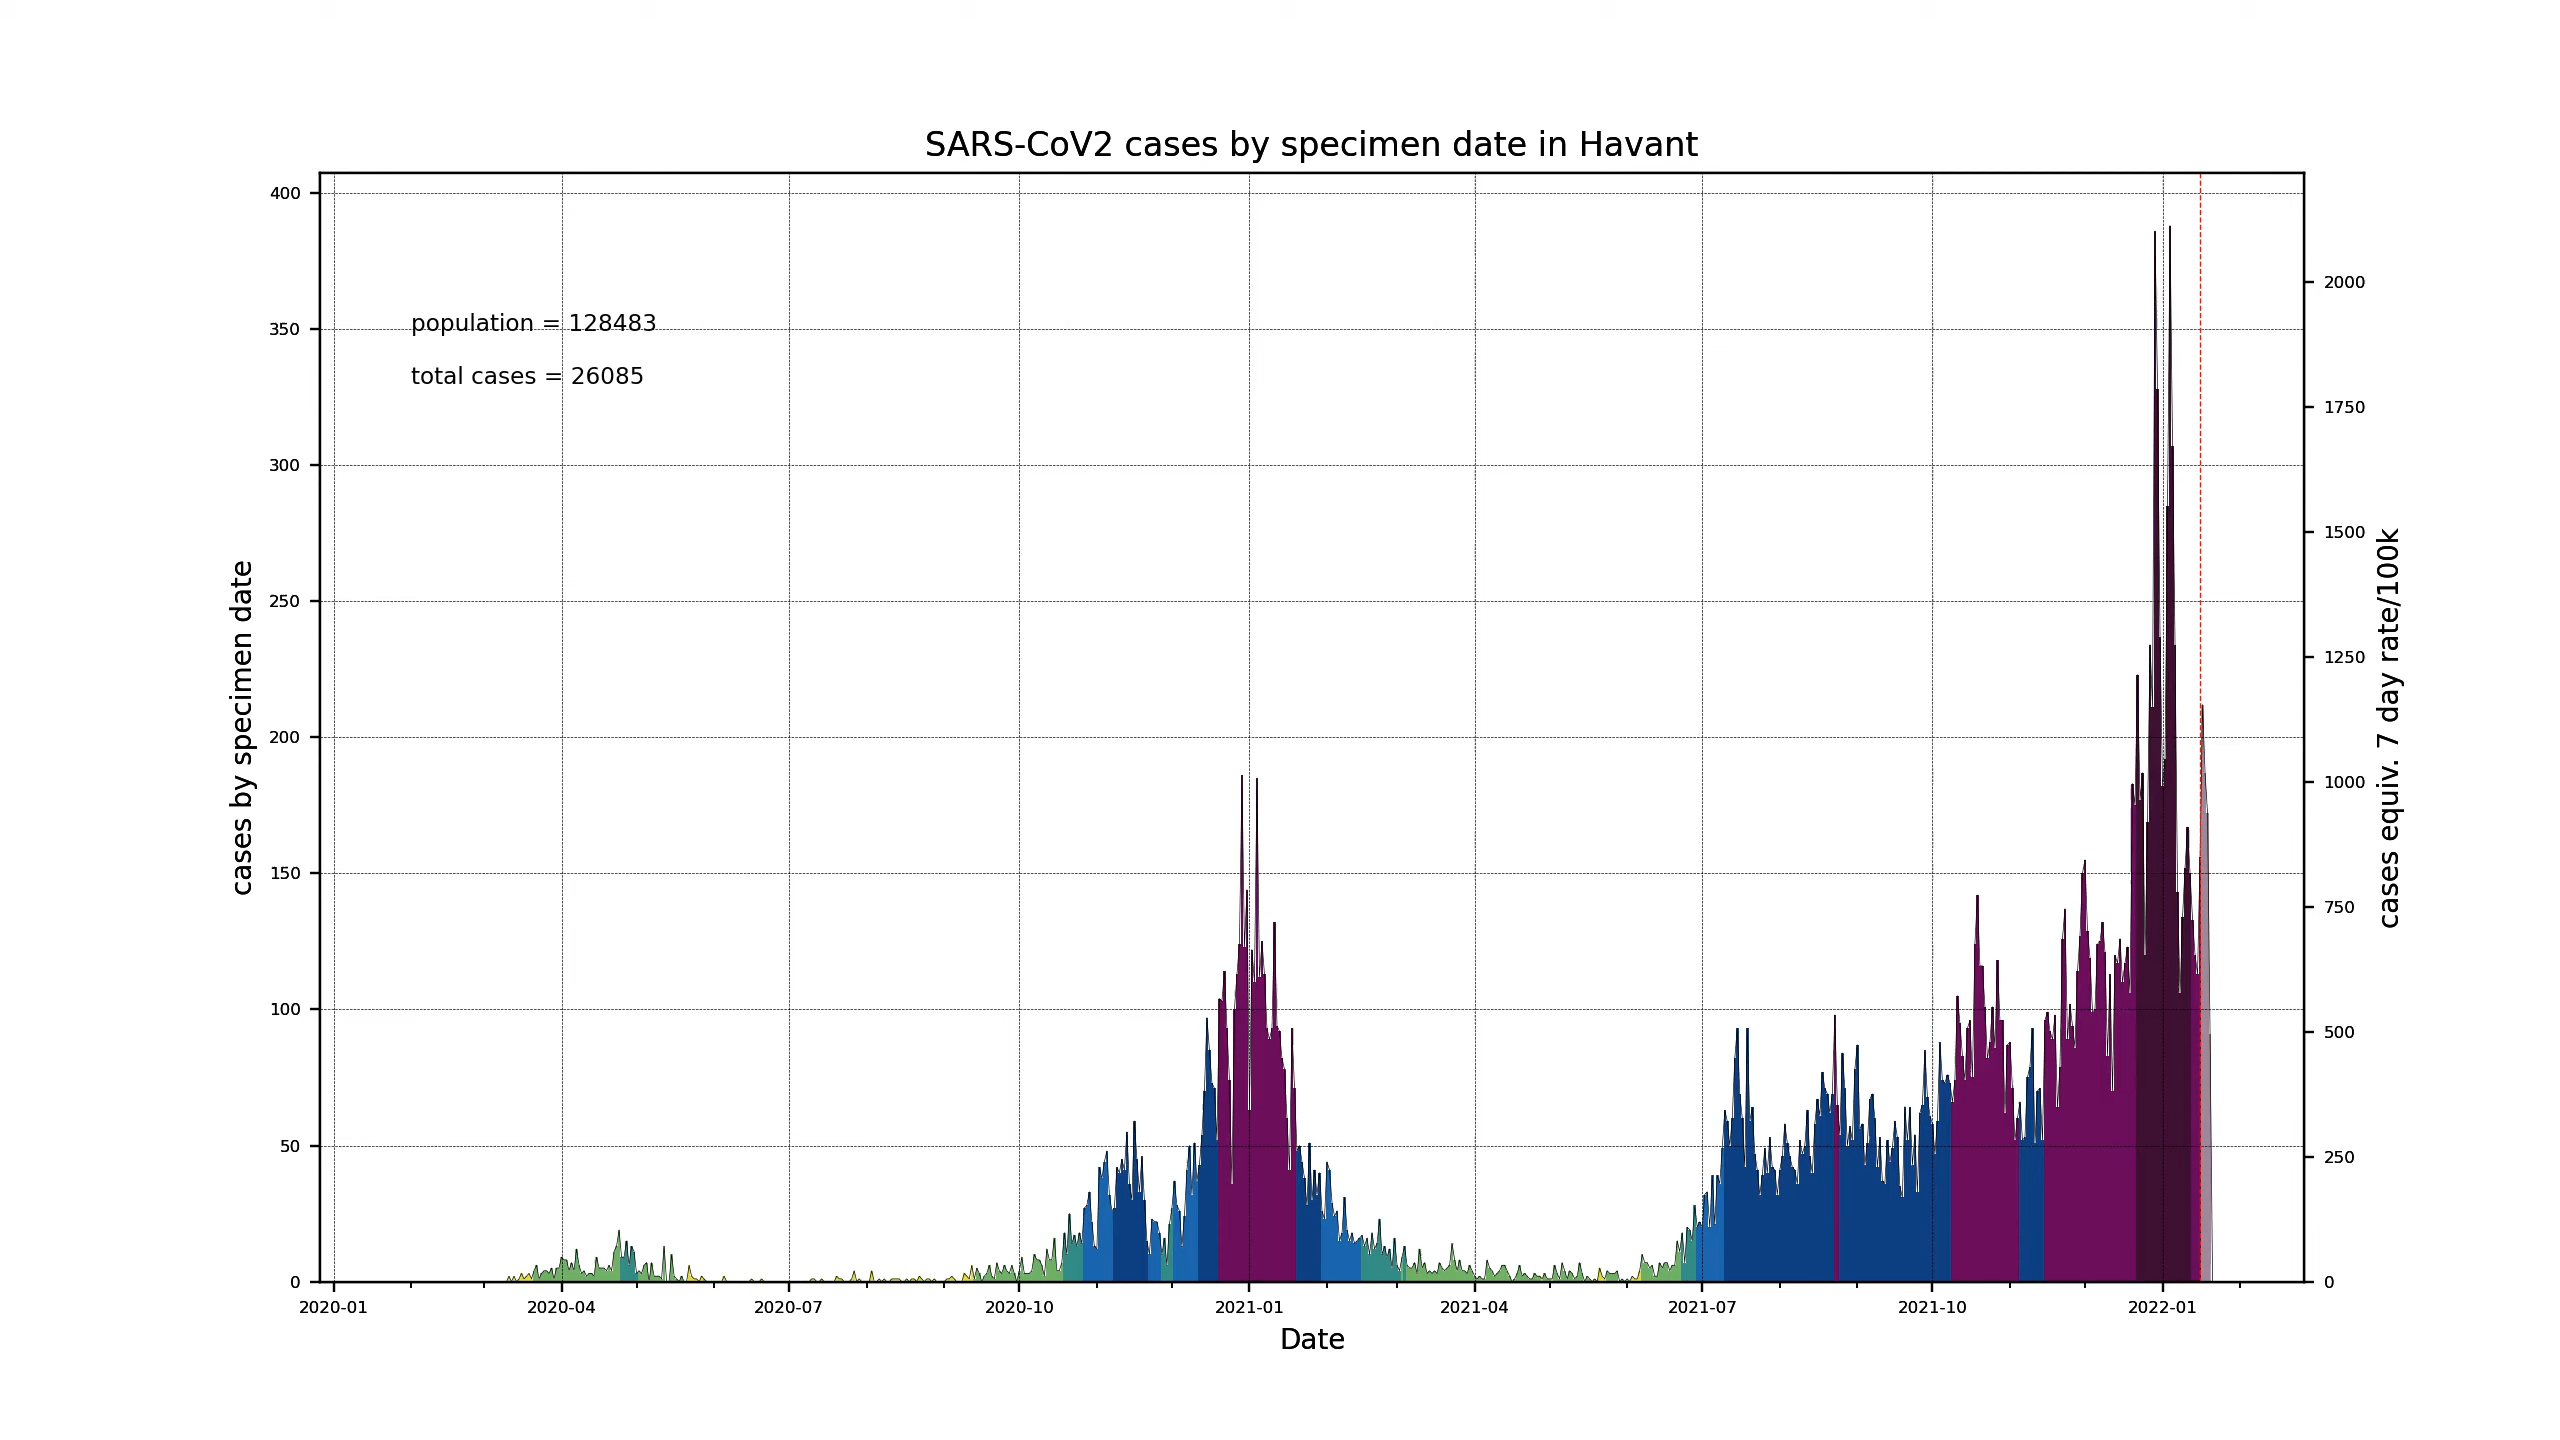 SARS-CoV2 cases by specimen date in Havant
population = 128483
total cases = 26085
cases by specimen date
400
350
300
250
200
150
100
50
0
cases equiv. 7 day rate/100k
2000
1750
1500
1250
1000
750
500
250
0
2020-01 2020-04 2020-07 2020-10 2021-01 2021-04 2021-07 2021-10 2022-01
Date